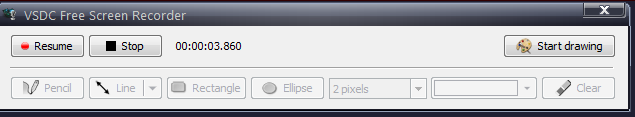 VSDC Free Screen Recorder
Resume Stop 00:00:03.860 Start drawing
Pencil Line Rectangle Ellipse 2 pixels Clear